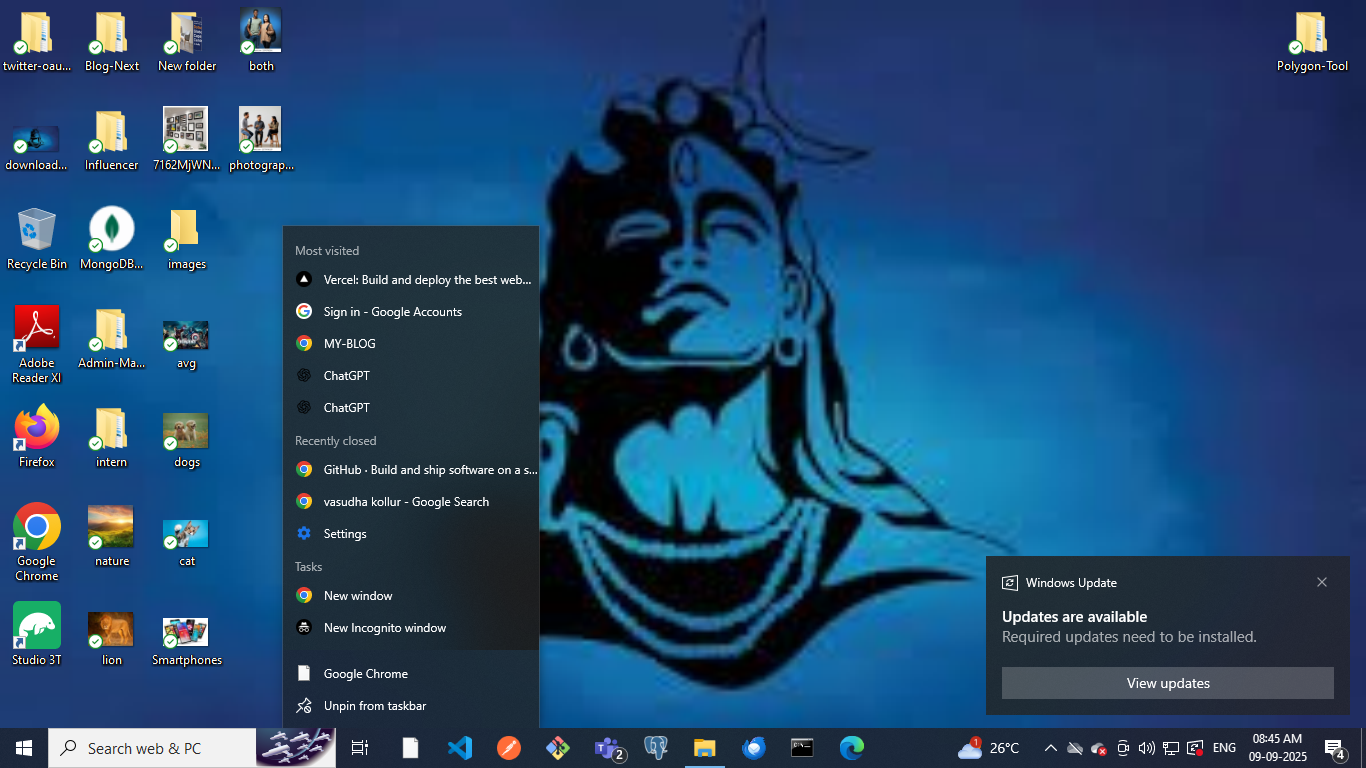 twitter-oau...
Blog-Next
New folder
both
Polygon-Tool
download...
Influencer
7162MjWN...
photograp...
Recycle Bin
MongoDB...
images
Adobe
Reader XI
Admin-Ma...
avg
Firefox
intern
dogs
Google
Chrome
nature
cat
Studio 3T
lion
Smartphones
Most visited
Vercel: Build and deploy the best web...
Sign in - Google Accounts
MY-BLOG
ChatGPT
ChatGPT
Recently closed
GitHub · Build and ship software on a s...
vasudha kollur - Google Search
Settings
Tasks
New window
New Incognito window
Google Chrome
Unpin from taskbar
Windows Update
Updates are available
Required updates need to be installed.
View updates
Search web & PC
2
1
26°C
ENG
08:45 AM
09-09-2025
4